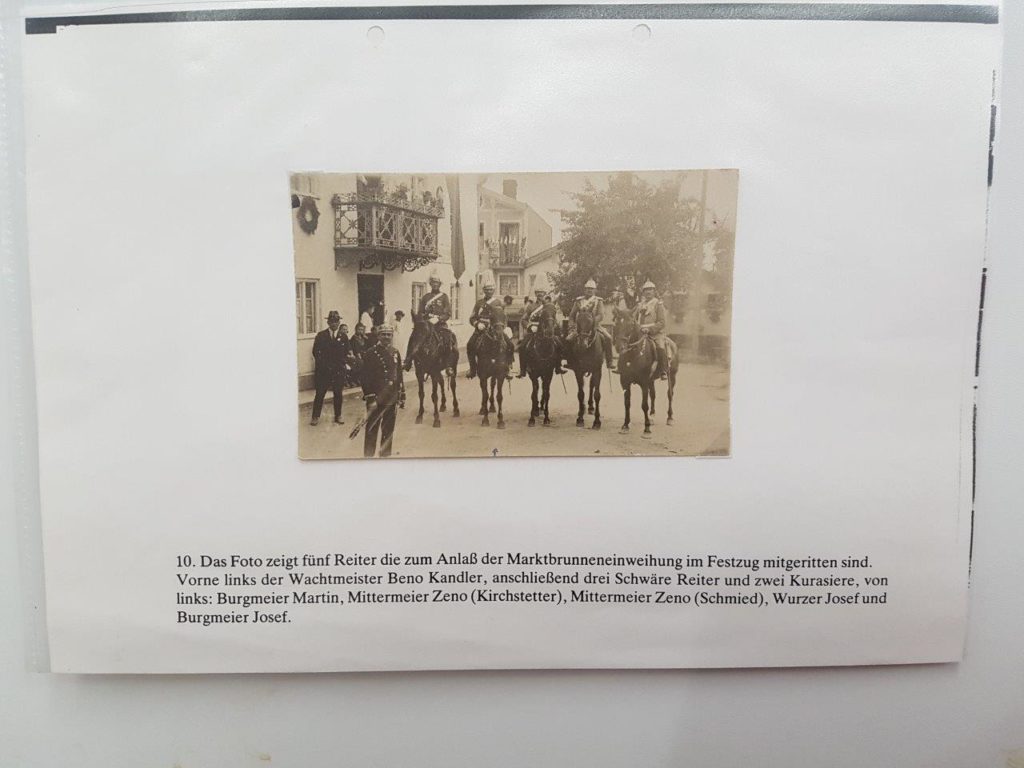 10. Das Foto zeigt fünf Reiter die zum Anlaß der Marktbrunneneinweihung im Festzug mitgeritten sind.
Vorne links der Wachtmeister Beno Kandler, anschließend drei Schwäre Reiter und zwei Kurasiere, von
links: Burgmeier Martin, Mittermeier Zeno (Kirchstetter), Mittermeier Zeno (Schmied), Wurzer Josef und
Burgmeier Josef.